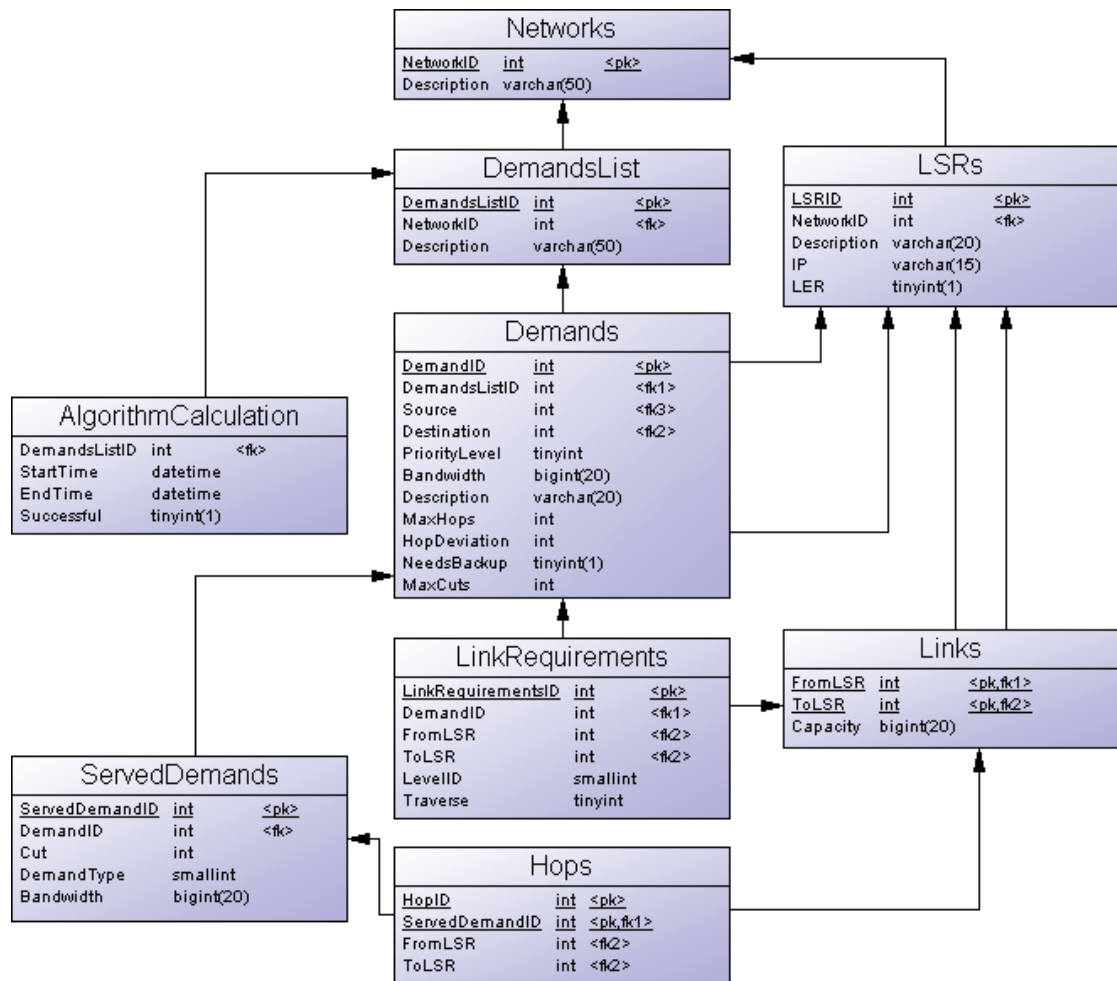 Networks
NetworkID int <pk>
Description varchar(50)
DemandsList
DemandsListID int <pk>
NetworkID int <fk>
Description varchar(50)
LSRs
LSRID int <pk>
NetworkID int <fk>
Description varchar(20)
IP varchar(15)
LER tinyint(1)
Demands
DemandID int <pk>
DemandsListID int <fk1>
Source int <fk3>
Destination int <fk2>
PriorityLevel tinyint
Bandwidth bigint(20)
Description varchar(20)
MaxHops int
HopDeviation int
NeedsBackup tinyint(1)
MaxCuts int
AlgorithmCalculation
DemandsListID int <fk>
StartTime datetime
EndTime datetime
Successful tinyint(1)
LinkRequirements
LinkRequirementsID int <pk>
DemandID int <fk1>
FromLSR int <fk2>
ToLSR int <fk2>
LevelID smallint
Traverse tinyint
Links
FromLSR int <pk,fk1>
ToLSR int <pk,fk2>
Capacity bigint(20)
ServedDemands
ServedDemandID int <pk>
DemandID int <fk>
Cut int
DemandType smallint
Bandwidth bigint(20)
Hops
HopID int <pk>
ServedDemandID int <pk,fk1>
FromLSR int <fk2>
ToLSR int <fk2>